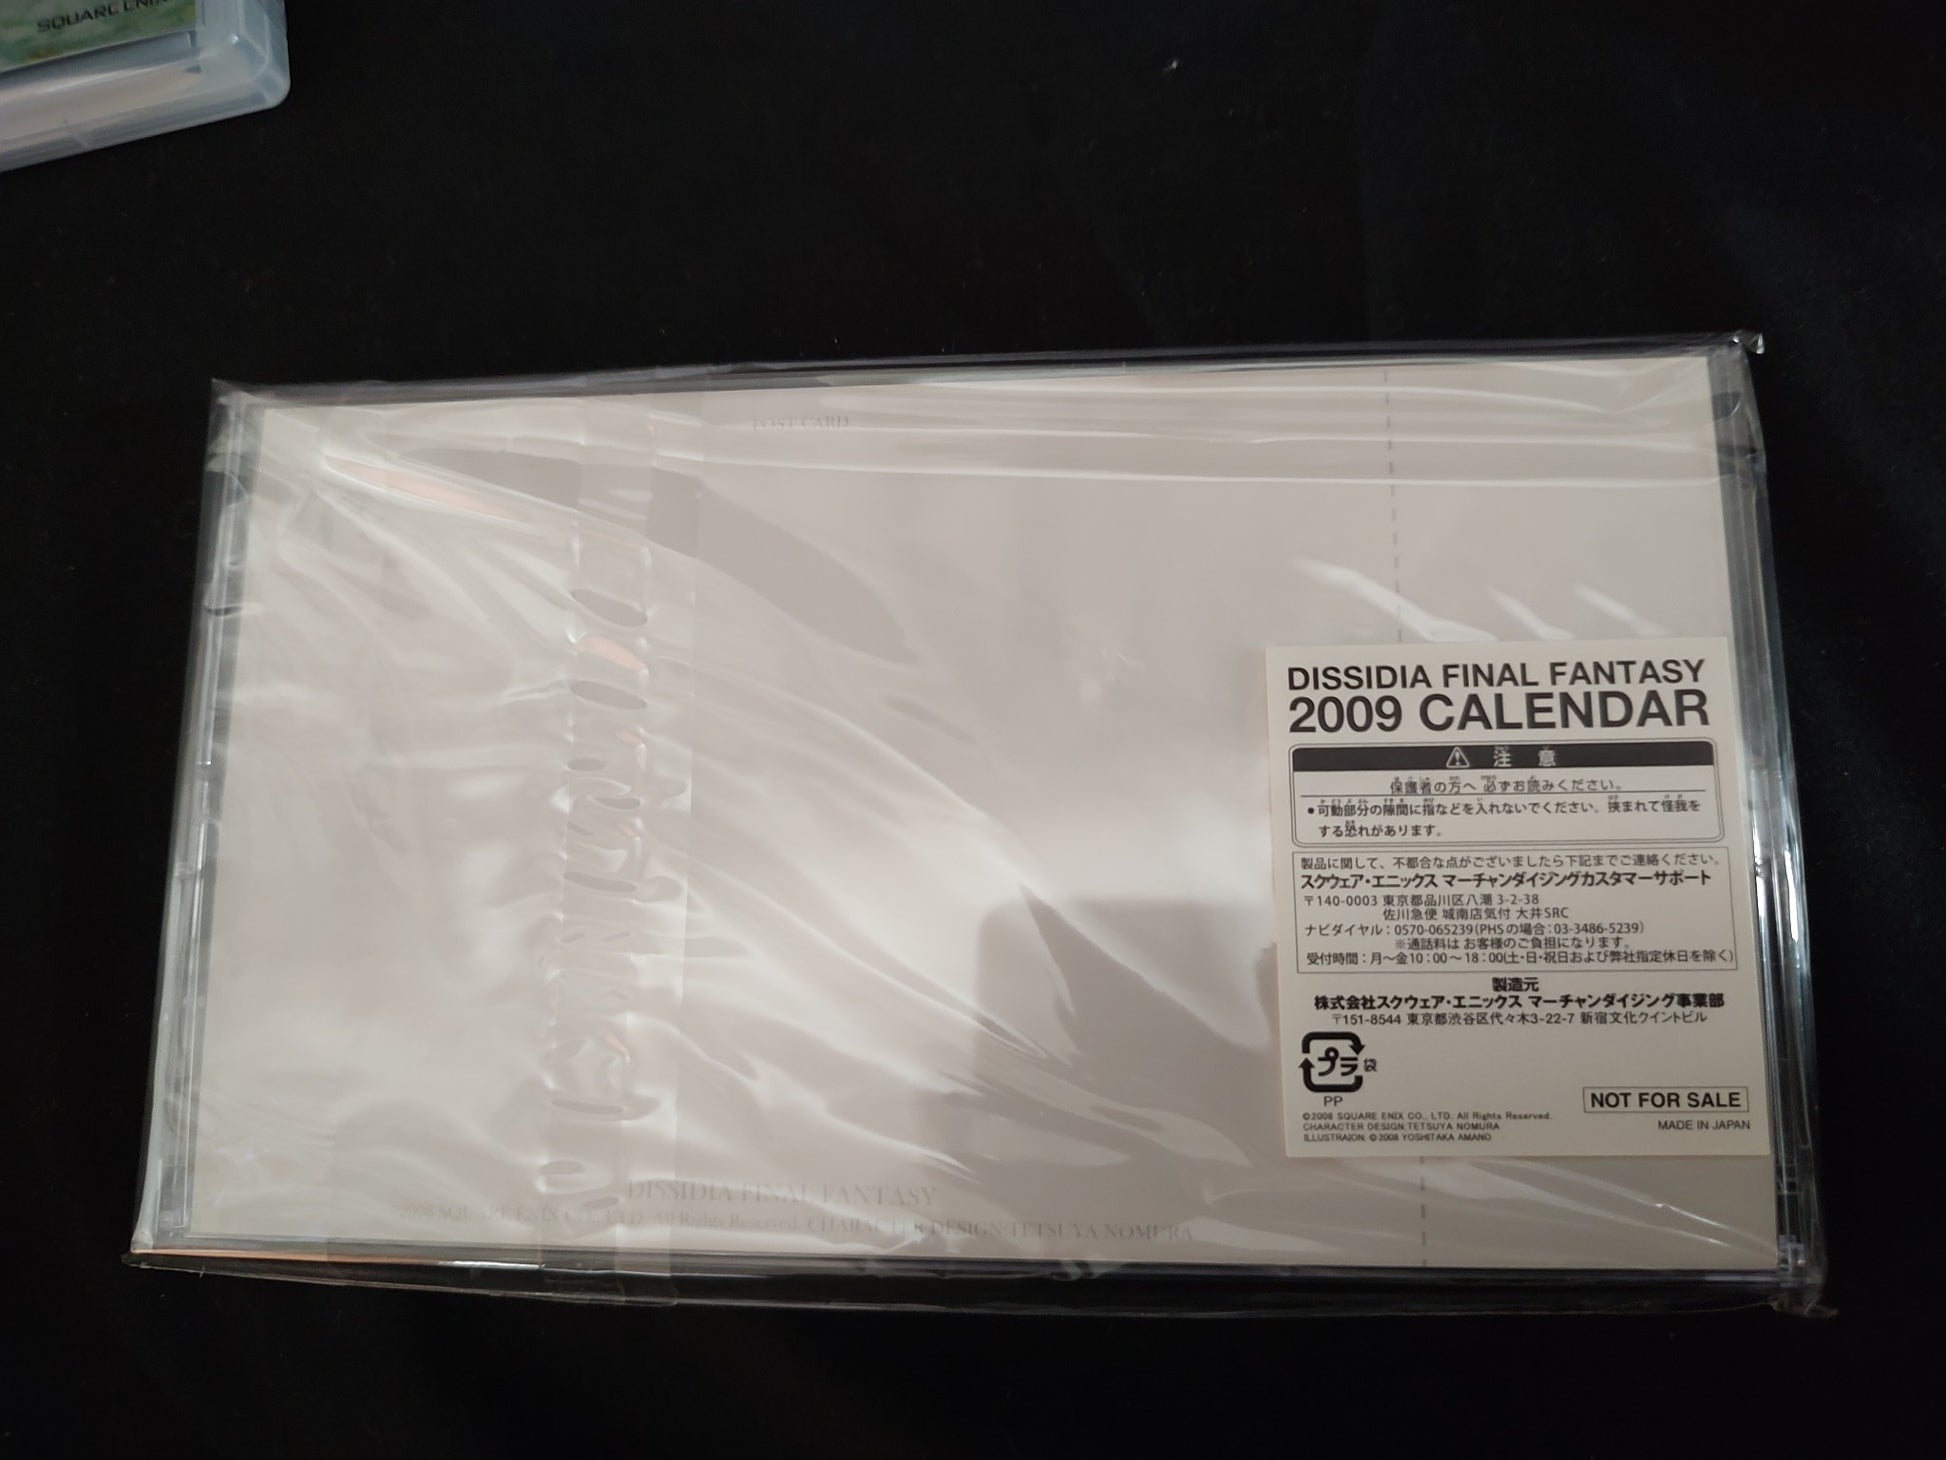 SQUARE ENIX
POST CARD
DISSIDIA FINAL FANTASY
2009 CALENDAR
注 意
保護者の方へ 必ずお読みください。
●可動部分の隙間に指などを入れないでください。挟まれて怪我を
する恐れがあります。
製品に関して、不都合な点がございましたら下記までご連絡ください。
スクウェア・エニックス マーチャンダイジングカスタマーサポート
〒140-0003 東京都品川区八潮 3-2-38
佐川急便 城南店気付 大井SRC
ナビダイヤル：0570-065239(PHSの場合：03-3486-5239)
※通話料は お客様のご負担になります。
受付時間：月〜金10：00〜18：00(土・日・祝日および弊社指定休日を除く)
製造元
株式会社スクウェア・エニックス マーチャンダイジング事業部
〒151-8544 東京都渋谷区代々木3-22-7 新宿文化クイントビル
プラ 袋
PP
NOT FOR SALE
©2008 SQUARE ENIX CO., LTD. All Rights Reserved.
CHARACTER DESIGN:TETSUYA NOMURA
ILLUSTRAION: © 2008 YOSHITAKA AMANO
MADE IN JAPAN
DISSIDIA FINAL FANTASY
©2008 SQUARE ENIX CO., LTD. All Rights Reserved. CHARACTER DESIGN:TETSUYA NOMURA